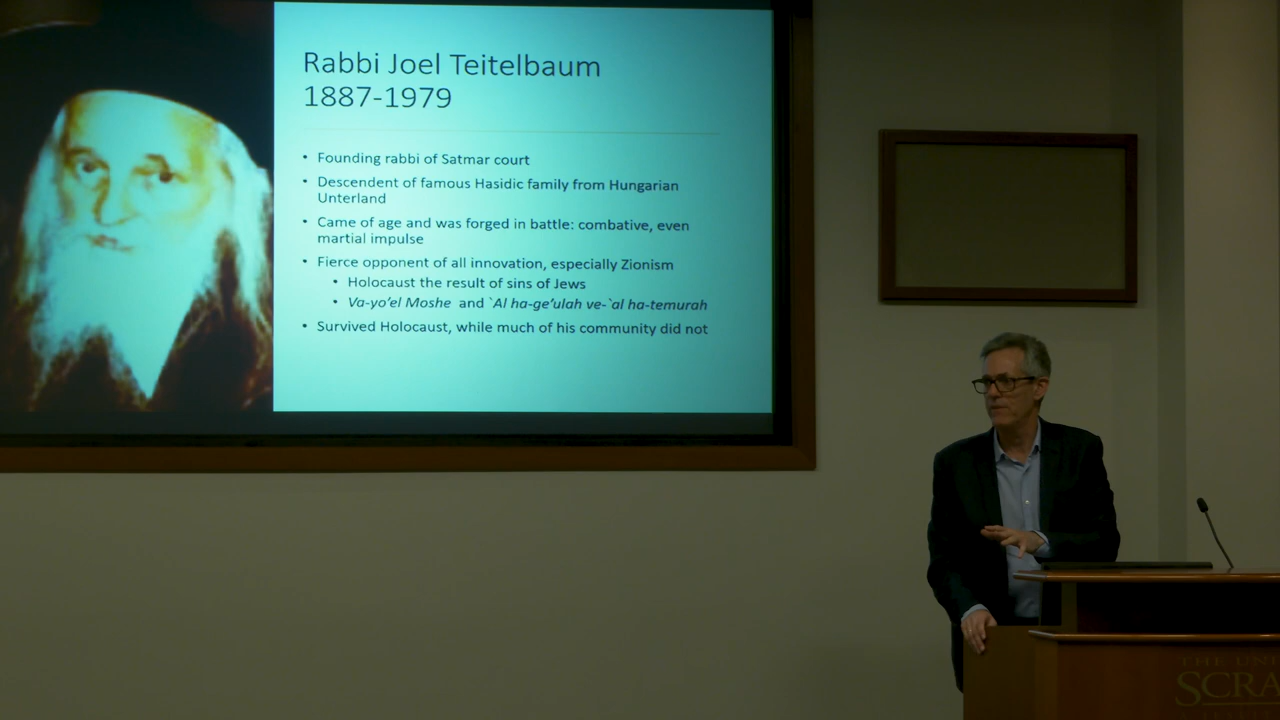 Rabbi Joel Teitelbaum
1887-1979
• Founding rabbi of Satmar court
• Descendent of famous Hasidic family from Hungarian
Unterland
• Came of age and was forged in battle: combative, even
martial impulse
• Fierce opponent of all innovation, especially Zionism
• Holocaust the result of sins of Jews
• Va-yo’el Moshe and `Al ha-ge’ulah ve-`al ha-temurah
• Survived Holocaust, while much of his community did not
THE UNI
SCRA